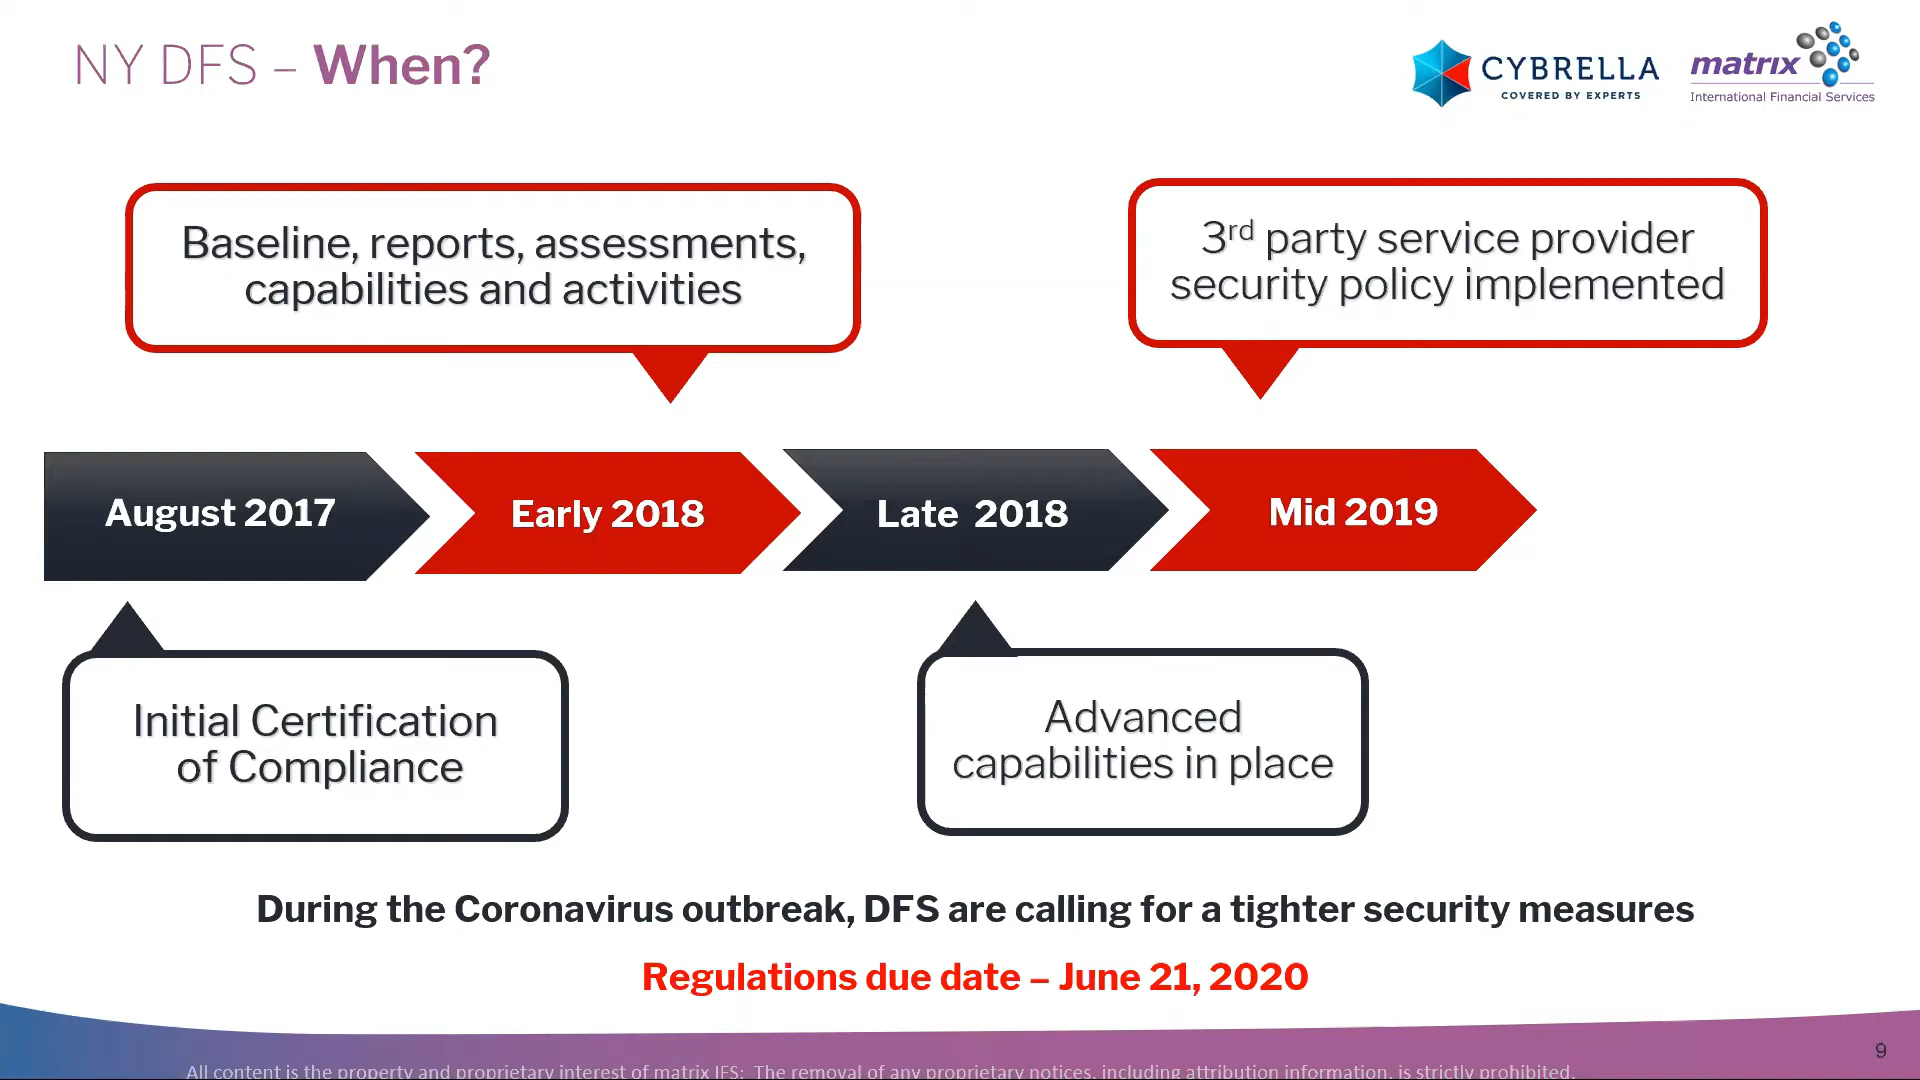 NY DFS – When?
CYBRELLA
COVERED BY EXPERTS
matrix
International Financial Services
Baseline, reports, assessments,
capabilities and activities
3rd party service provider
security policy implemented
August 2017
Early 2018
Late 2018
Mid 2019
Initial Certification
of Compliance
Advanced
capabilities in place
During the Coronavirus outbreak, DFS are calling for a tighter security measures
Regulations due date – June 21, 2020
9
All content is the property and proprietary interest of matrix IFS; The removal of any proprietary notices, including attribution information, is strictly prohibited.